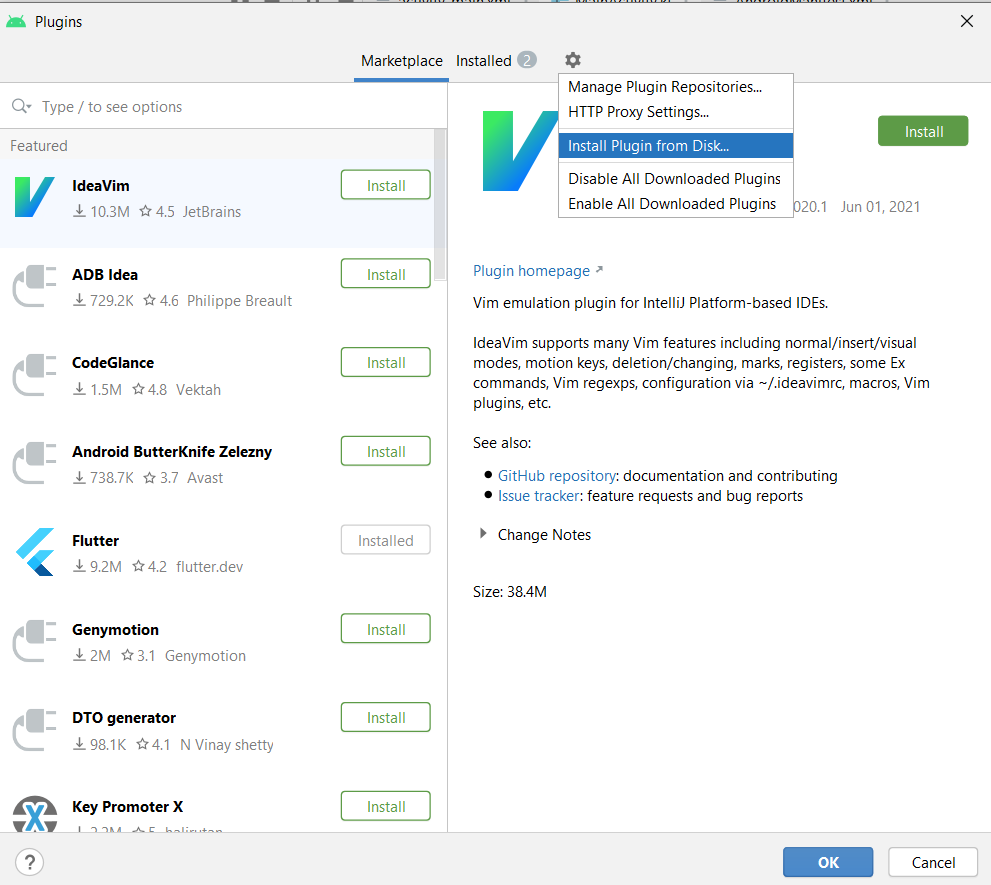 Plugins
Marketplace Installed 2
Manage Plugin Repositories...
HTTP Proxy Settings...
Install Plugin from Disk...
Disable All Downloaded Plugins
Enable All Downloaded Plugins
Type / to see options
Featured
IdeaVim
10.3M 4.5 JetBrains
Install
ADB Idea
729.2K 4.6 Philippe Breault
Install
CodeGlance
1.5M 4.8 Vektah
Install
Android ButterKnife Zelezny
738.7K 3.7 Avast
Install
Flutter
9.2M 4.2 flutter.dev
Installed
Genymotion
2M 3.1 Genymotion
Install
DTO generator
98.1K 4.1 N Vinay shetty
Install
Key Promoter X
Install
Install
020.1 Jun 01, 2021
Plugin homepage
Vim emulation plugin for IntelliJ Platform-based IDEs.
IdeaVim supports many Vim features including normal/insert/visual
modes, motion keys, deletion/changing, marks, registers, some Ex
commands, Vim regexps, configuration via ~/.ideavimrc, macros, Vim
plugins, etc.
See also:
GitHub repository: documentation and contributing
Issue tracker: feature requests and bug reports
Change Notes
Size: 38.4M
?
OK
Cancel